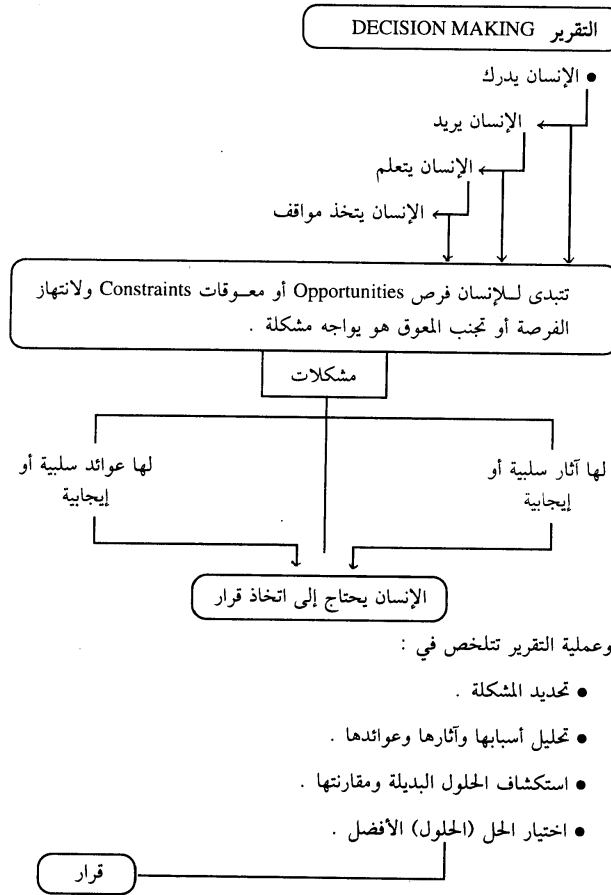 التقرير DECISION MAKING
● الإنسان يدرك
الإنسان يريد
الإنسان يتعلم
الإنسان يتخذ مواقف
تتبدى للإنسان فرص Opportunities أو معوقات Constraints ولانتهاز
الفرصة أو تجنب المعوق هو يواجه مشكلة .
مشكلات
لها آثار سلبية أو
إيجابية
لها عوائد سلبية أو
إيجابية
الإنسان يحتاج إلى اتخاذ قرار
وعملية التقرير تتلخص في :
● تحديد المشكلة .
● تحليل أسبابها وآثارها وعوائدها .
● استكشاف الحلول البديلة ومقارنتها .
● اختيار الحل (الحلول) الأفضل .
قرار